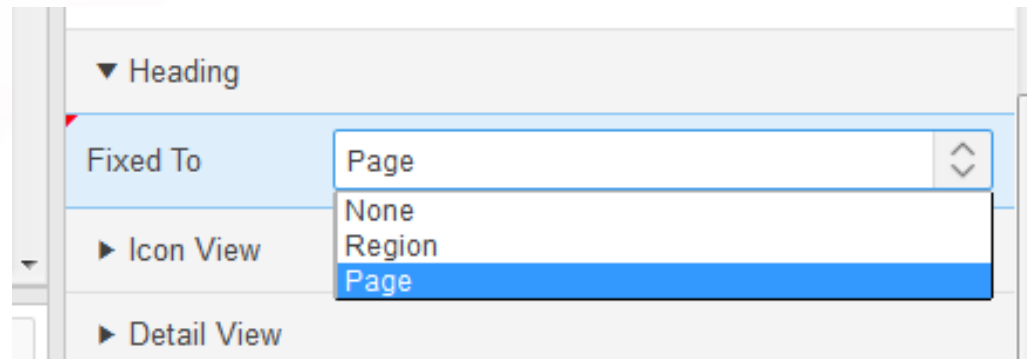 Heading
Fixed To Page
None
Region
Icon View
Page
Detail View